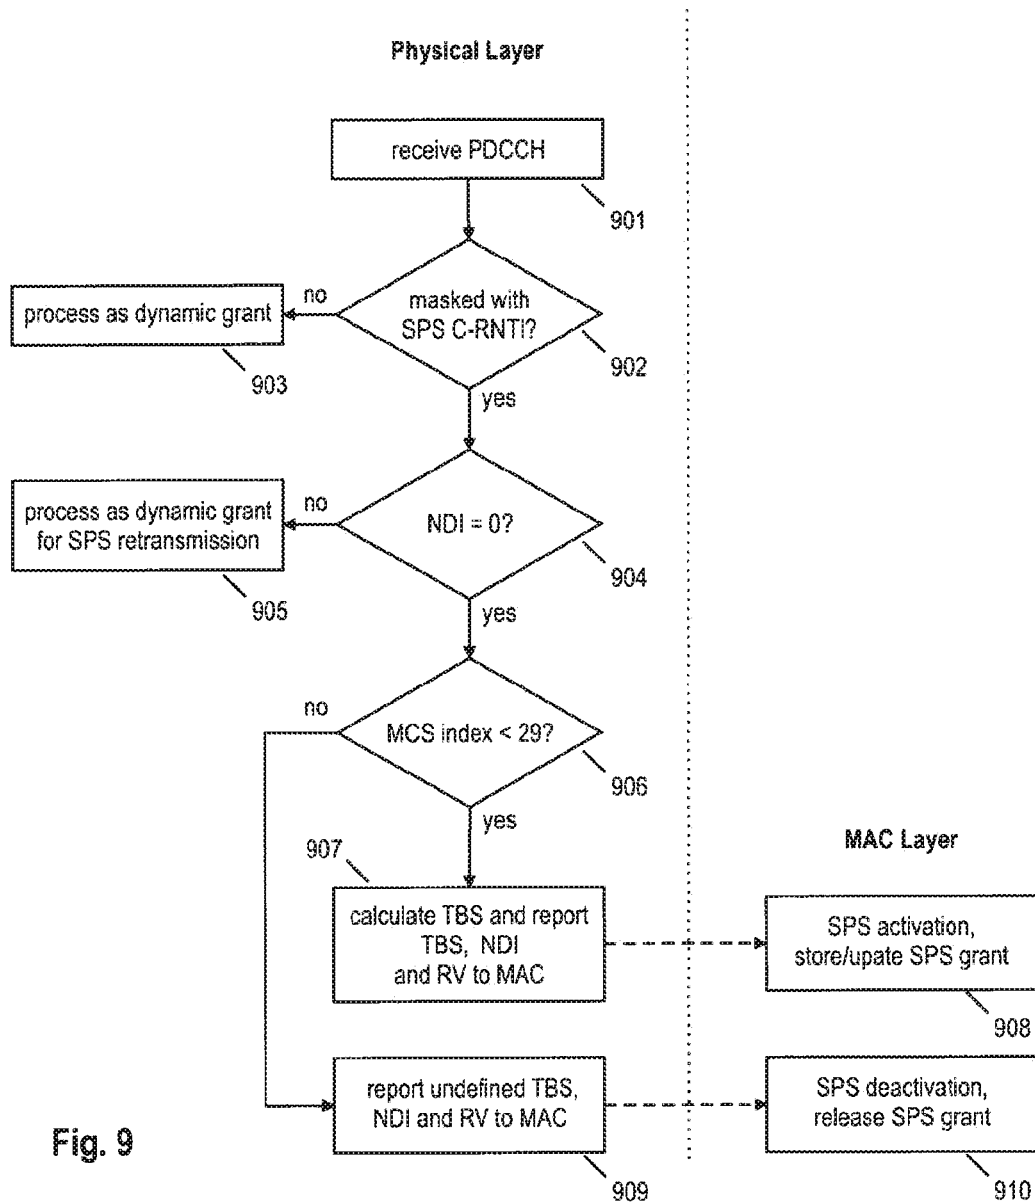 Physical Layer
receive PDCCH
901
masked with
SPS C-RNTI?
902
no
process as dynamic grant
903
yes
NDI = 0?
904
no
process as dynamic grant
for SPS retransmission
905
yes
MCS index < 29?
906
no
yes
907
calculate TBS and report
TBS, NDI
and RV to MAC
MAC Layer
SPS activation,
store/upate SPS grant
908
report undefined TBS,
NDI and RV to MAC
909
SPS deactivation,
release SPS grant
910
Fig. 9